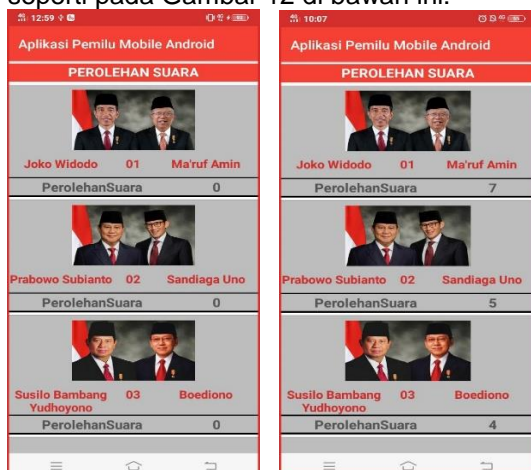 seperti pada Gambar 12 di bawah ini.
12:59
Aplikasi Pemilu Mobile Android
PEROLEHAN SUARA
Joko Widodo 01 Ma'ruf Amin
PerolehanSuara 0
Prabowo Subianto 02 Sandiaga Uno
PerolehanSuara 0
Susilo Bambang 03 Boediono
Yudhoyono
PerolehanSuara 0
10:07
Aplikasi Pemilu Mobile Android
PEROLEHAN SUARA
Joko Widodo 01 Ma'ruf Amin
PerolehanSuara 7
Prabowo Subianto 02 Sandiaga Uno
PerolehanSuara 5
Susilo Bambang 03 Boediono
Yudhoyono
PerolehanSuara 4